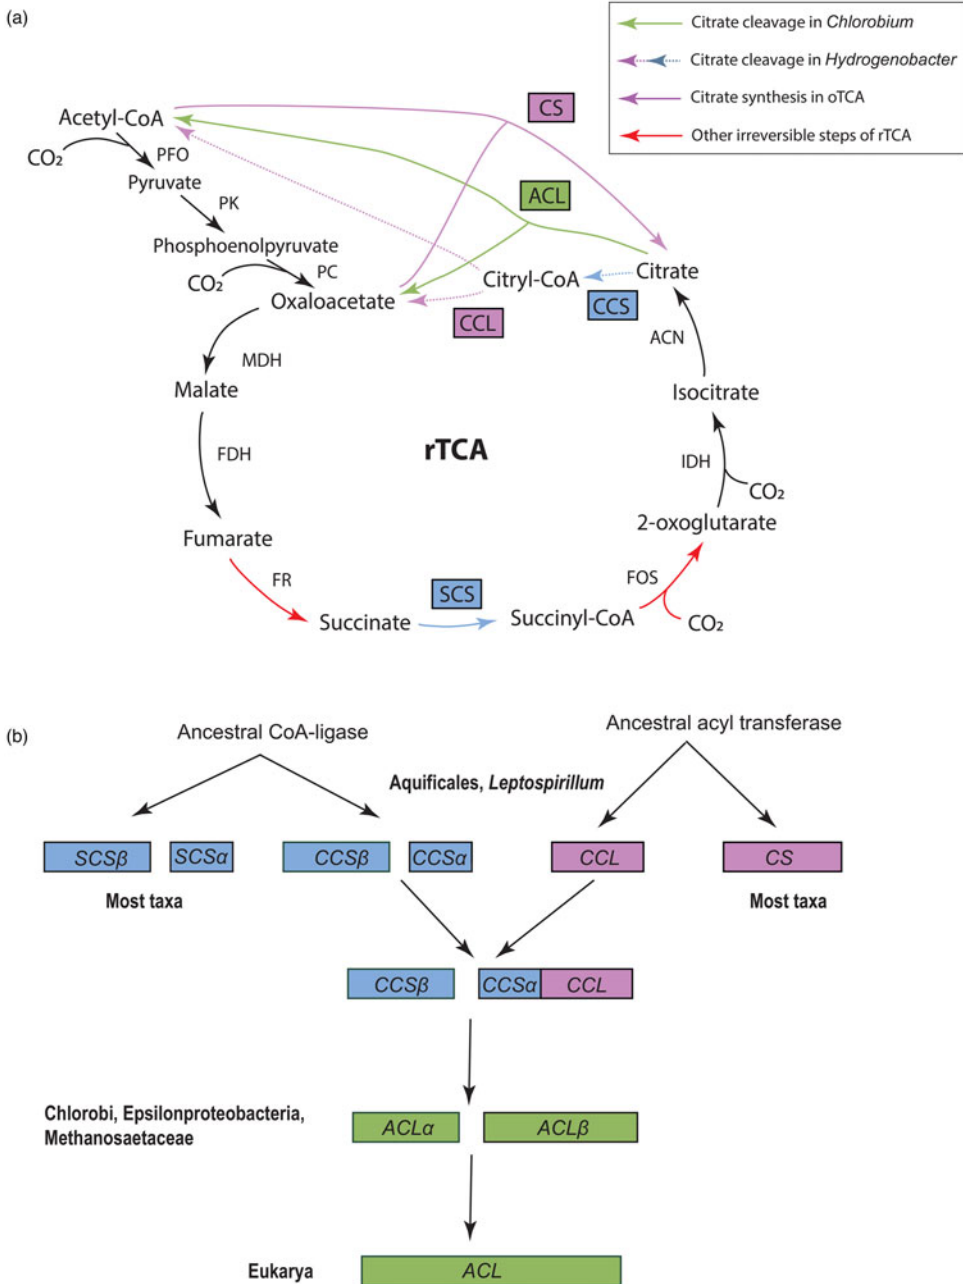 (a)
Citrate cleavage in Chlorobium
Citrate cleavage in Hydrogenobacter
Citrate synthesis in oTCA
Other irreversible steps of rTCA
CS
Acetyl-CoA
CO₂
PFO
Pyruvate
ACL
PK
Phosphoenolpyruvate
CO₂
PC
Oxaloacetate
Citryl-CoA
Citrate
CCL
CCS
ACN
MDH
Malate
Isocitrate
rTCA
FDH
IDH
CO₂
2-oxoglutarate
Fumarate
FR
SCS
FOS
Succinate
Succinyl-CoA
CO₂
(b)
Ancestral CoA-ligase
Ancestral acyl transferase
Aquificales, Leptospirillum
SCSβ SCSα CCSβ CCSα CCL CS
Most taxa
Most taxa
CCSβ CCSα CCL
Chlorobi, Epsilonproteobacteria,
Methanosaetaceae
ACLα ACLβ
Eukarya
ACL